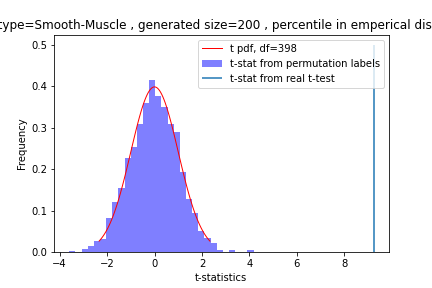 type=Smooth-Muscle , generated size=200 , percentile in emperical dis
t pdf, df=398
t-stat from permutation labels
t-stat from real t-test
0.5
0.4
0.3
0.2
0.1
0.0
Frequency
−4 −2 0 2 4 6 8
t-statistics